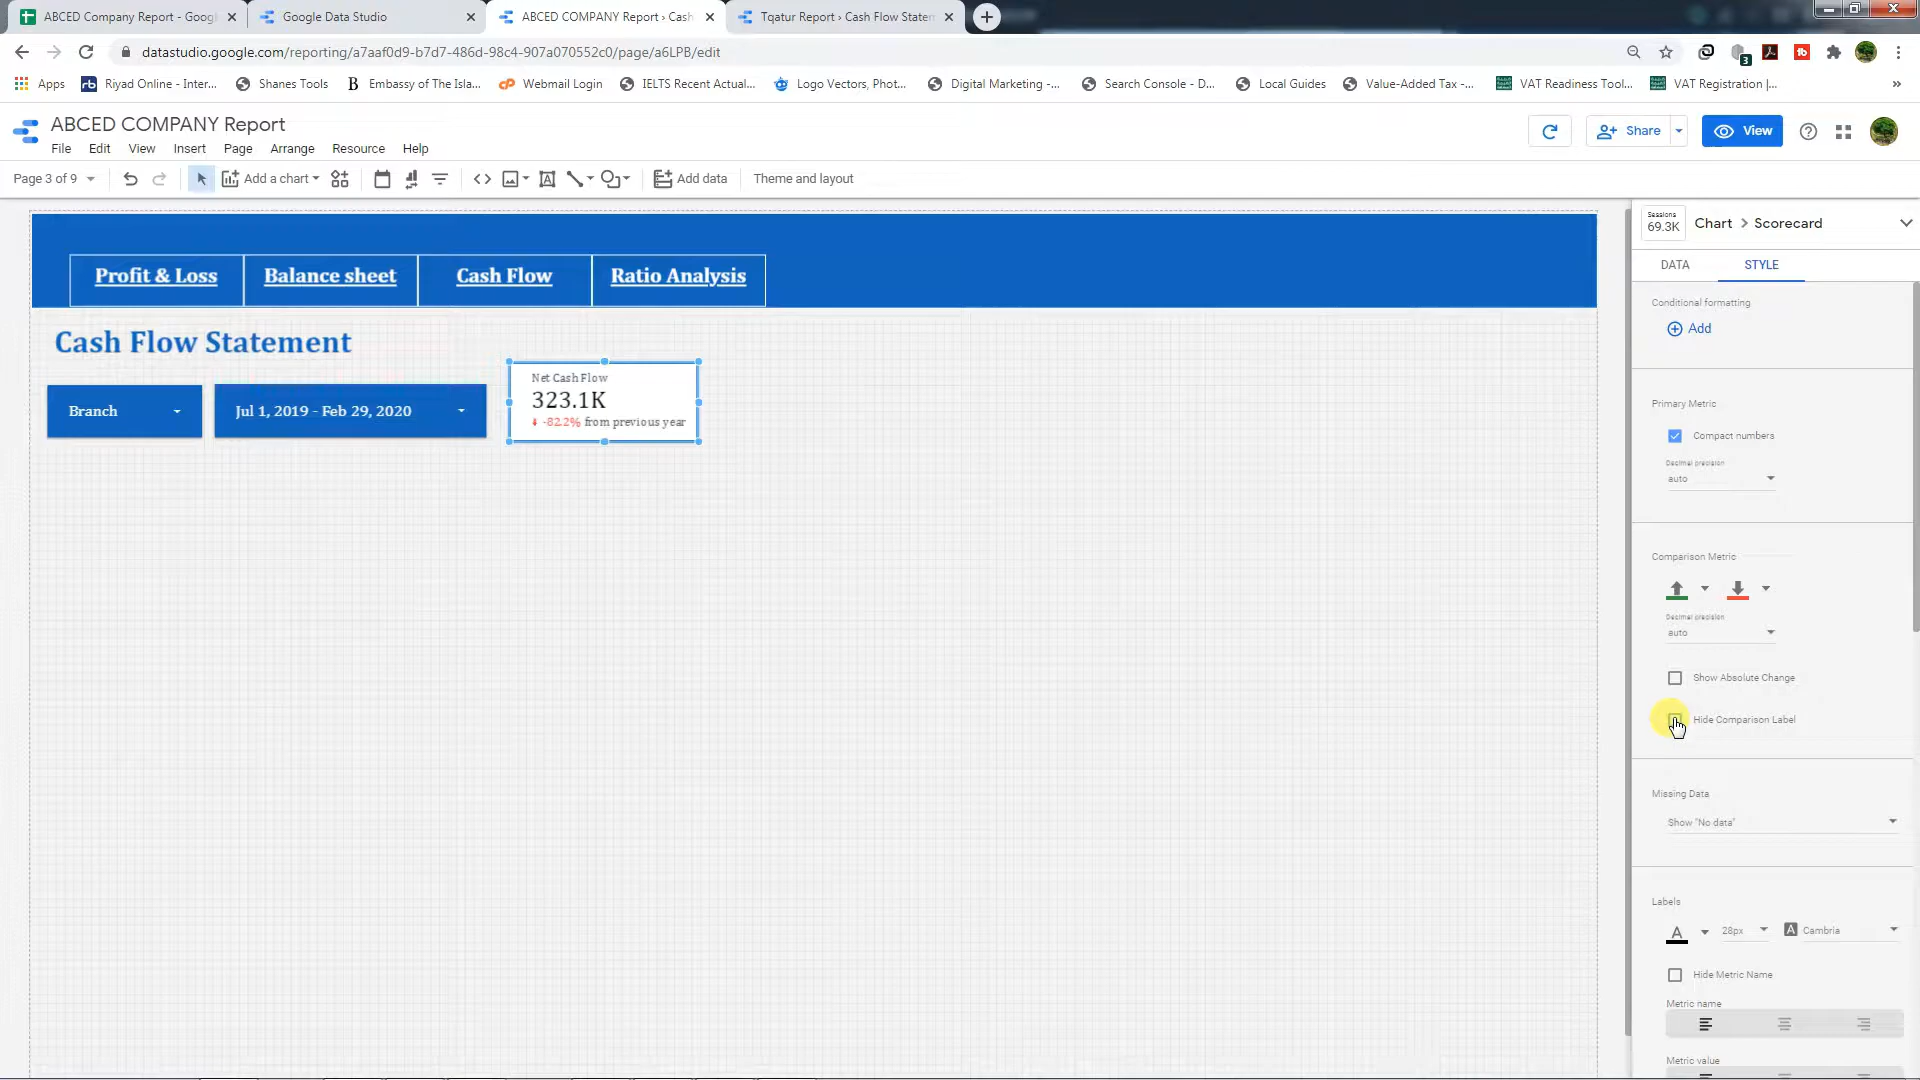 ABCED Company Report - Googl
Google Data Studio
ABCED COMPANY Report › Cash
Tqatur Report › Cash Flow Statem
datastudio.google.com/reporting/a7aaf0d9-b7d7-486d-98c4-907a070552c0/page/a6LPB/edit
3
Apps
rb Riyad Online - Inter...
Shanes Tools
B Embassy of The Isla...
Webmail Login
IELTS Recent Actual...
Logo Vectors, Phot...
Digital Marketing -...
Search Console - D...
Local Guides
Value-Added Tax -...
VAT Readiness Tool...
VAT Registration |...
»
ABCED COMPANY Report
Share
View
File Edit View Insert Page Arrange Resource Help
Page 3 of 9
Add a chart
Add data
Theme and layout
Profit & Loss
Balance sheet
Cash Flow
Ratio Analysis
Cash Flow Statement
Branch
Jul 1, 2019 - Feb 29, 2020
Net Cash Flow
323.1K
-82.2% from previous year
Sessions
69.3K
Chart > Scorecard
DATA
STYLE
Conditional formatting
Add
Primary Metric
Compact numbers
Decimal precision
auto
Comparison Metric
Decimal precision
auto
Show Absolute Change
Hide Comparison Label
Missing Data
Show "No data"
Labels
A
28px
A Cambria
Hide Metric Name
Metric name
Metric value